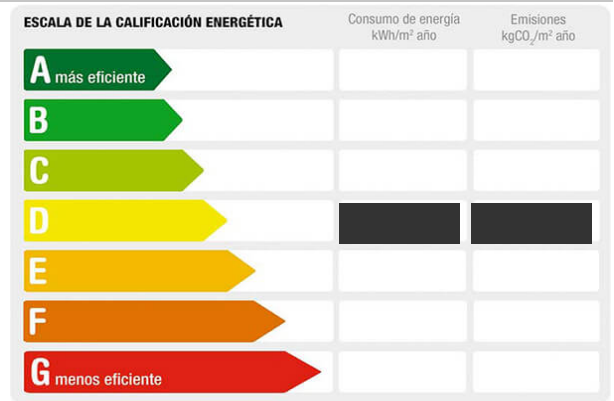 ESCALA DE LA CALIFICACIÓN ENERGÉTICA
Consumo de energía
kWh/m² año
Emisiones
kgCO₂/m² año
A más eficiente
B
C
D
E
F
G menos eficiente